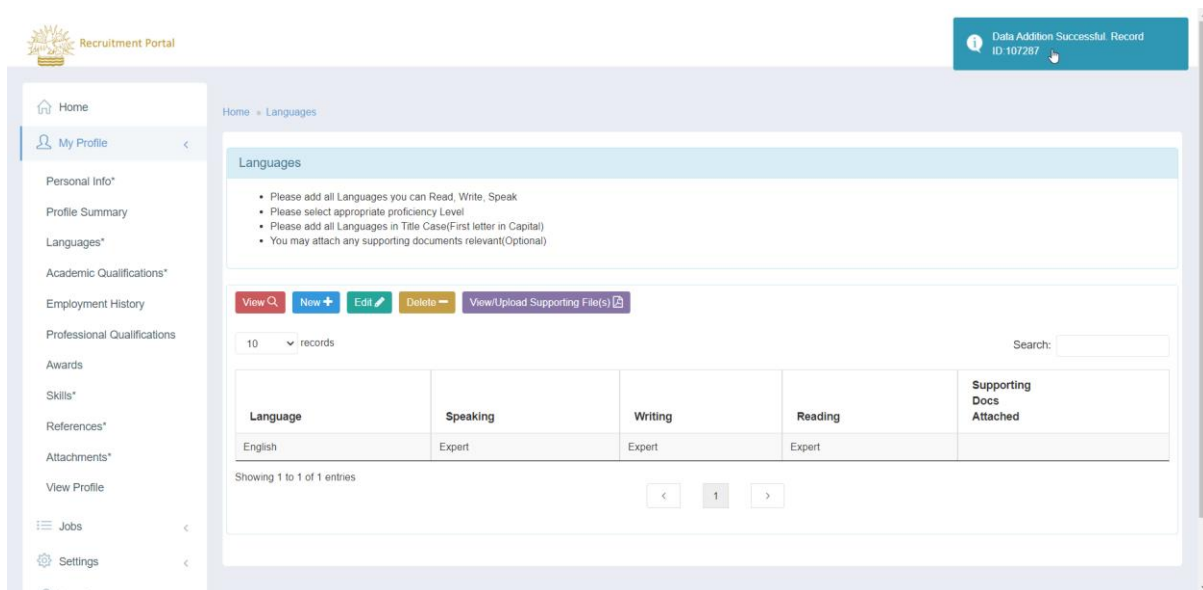 Recruitment Portal
Data Addition Successful. Record
ID:107287
Home
My Profile
Personal Info*
Profile Summary
Languages*
Academic Qualifications*
Employment History
Professional Qualifications
Awards
Skills*
References*
Attachments*
View Profile
Jobs
Settings
Home » Languages
Languages
• Please add all Languages you can Read, Write, Speak
• Please select appropriate proficiency Level
• Please add all Languages in Title Case(First letter in Capital)
• You may attach any supporting documents relevant(Optional)
View New Edit Delete View/Upload Supporting File(s)
10 records Search:
Language Speaking Writing Reading Supporting
Docs
Attached
English Expert Expert Expert
Showing 1 to 1 of 1 entries
< 1 >